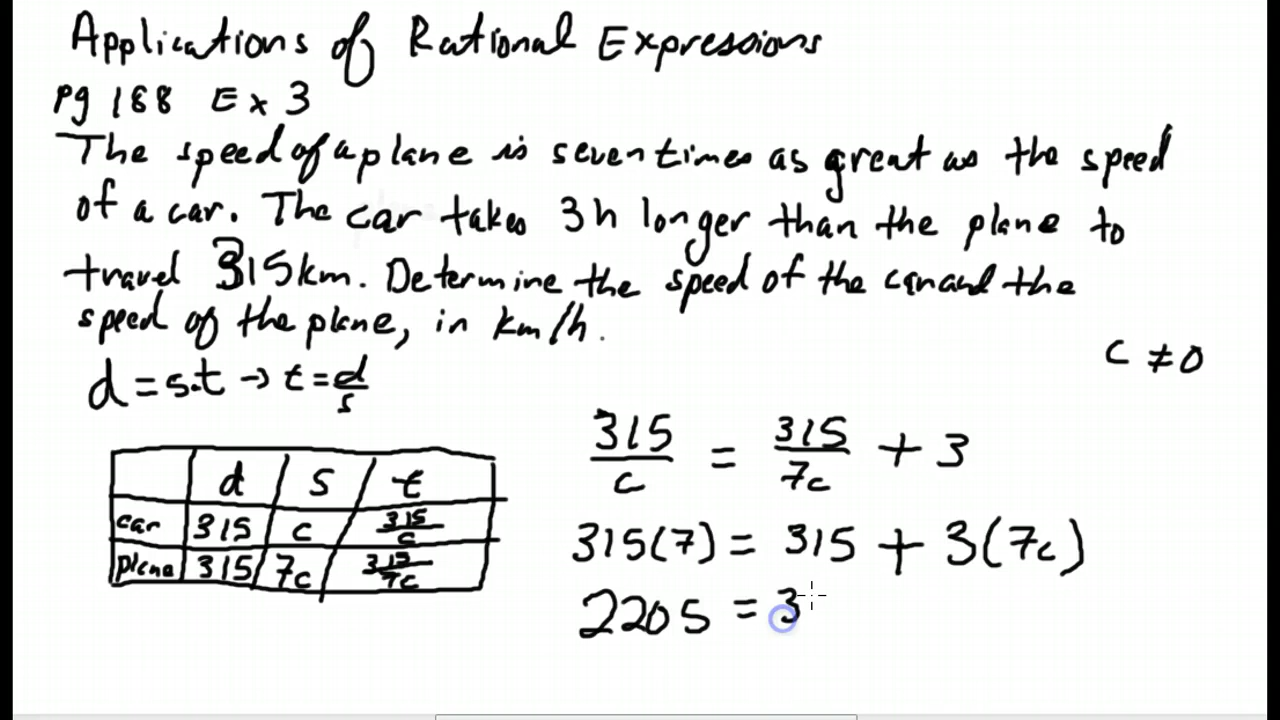 Applications of Rational Expressions
pg 188 Ex 3
The speed of a plane is seven times as great as the speed
of a car. The car takes 3h longer than the plane to
travel 315km. Determine the speed of the car and the
speed of the plane, in km/h.
c ≠ 0
d = s.t → t = d/s
315/c = 315/7c + 3
d s t
car 315 c 315/c
plane 315 7c 315/7c
315(7) = 315 + 3(7c)
2205 = 3